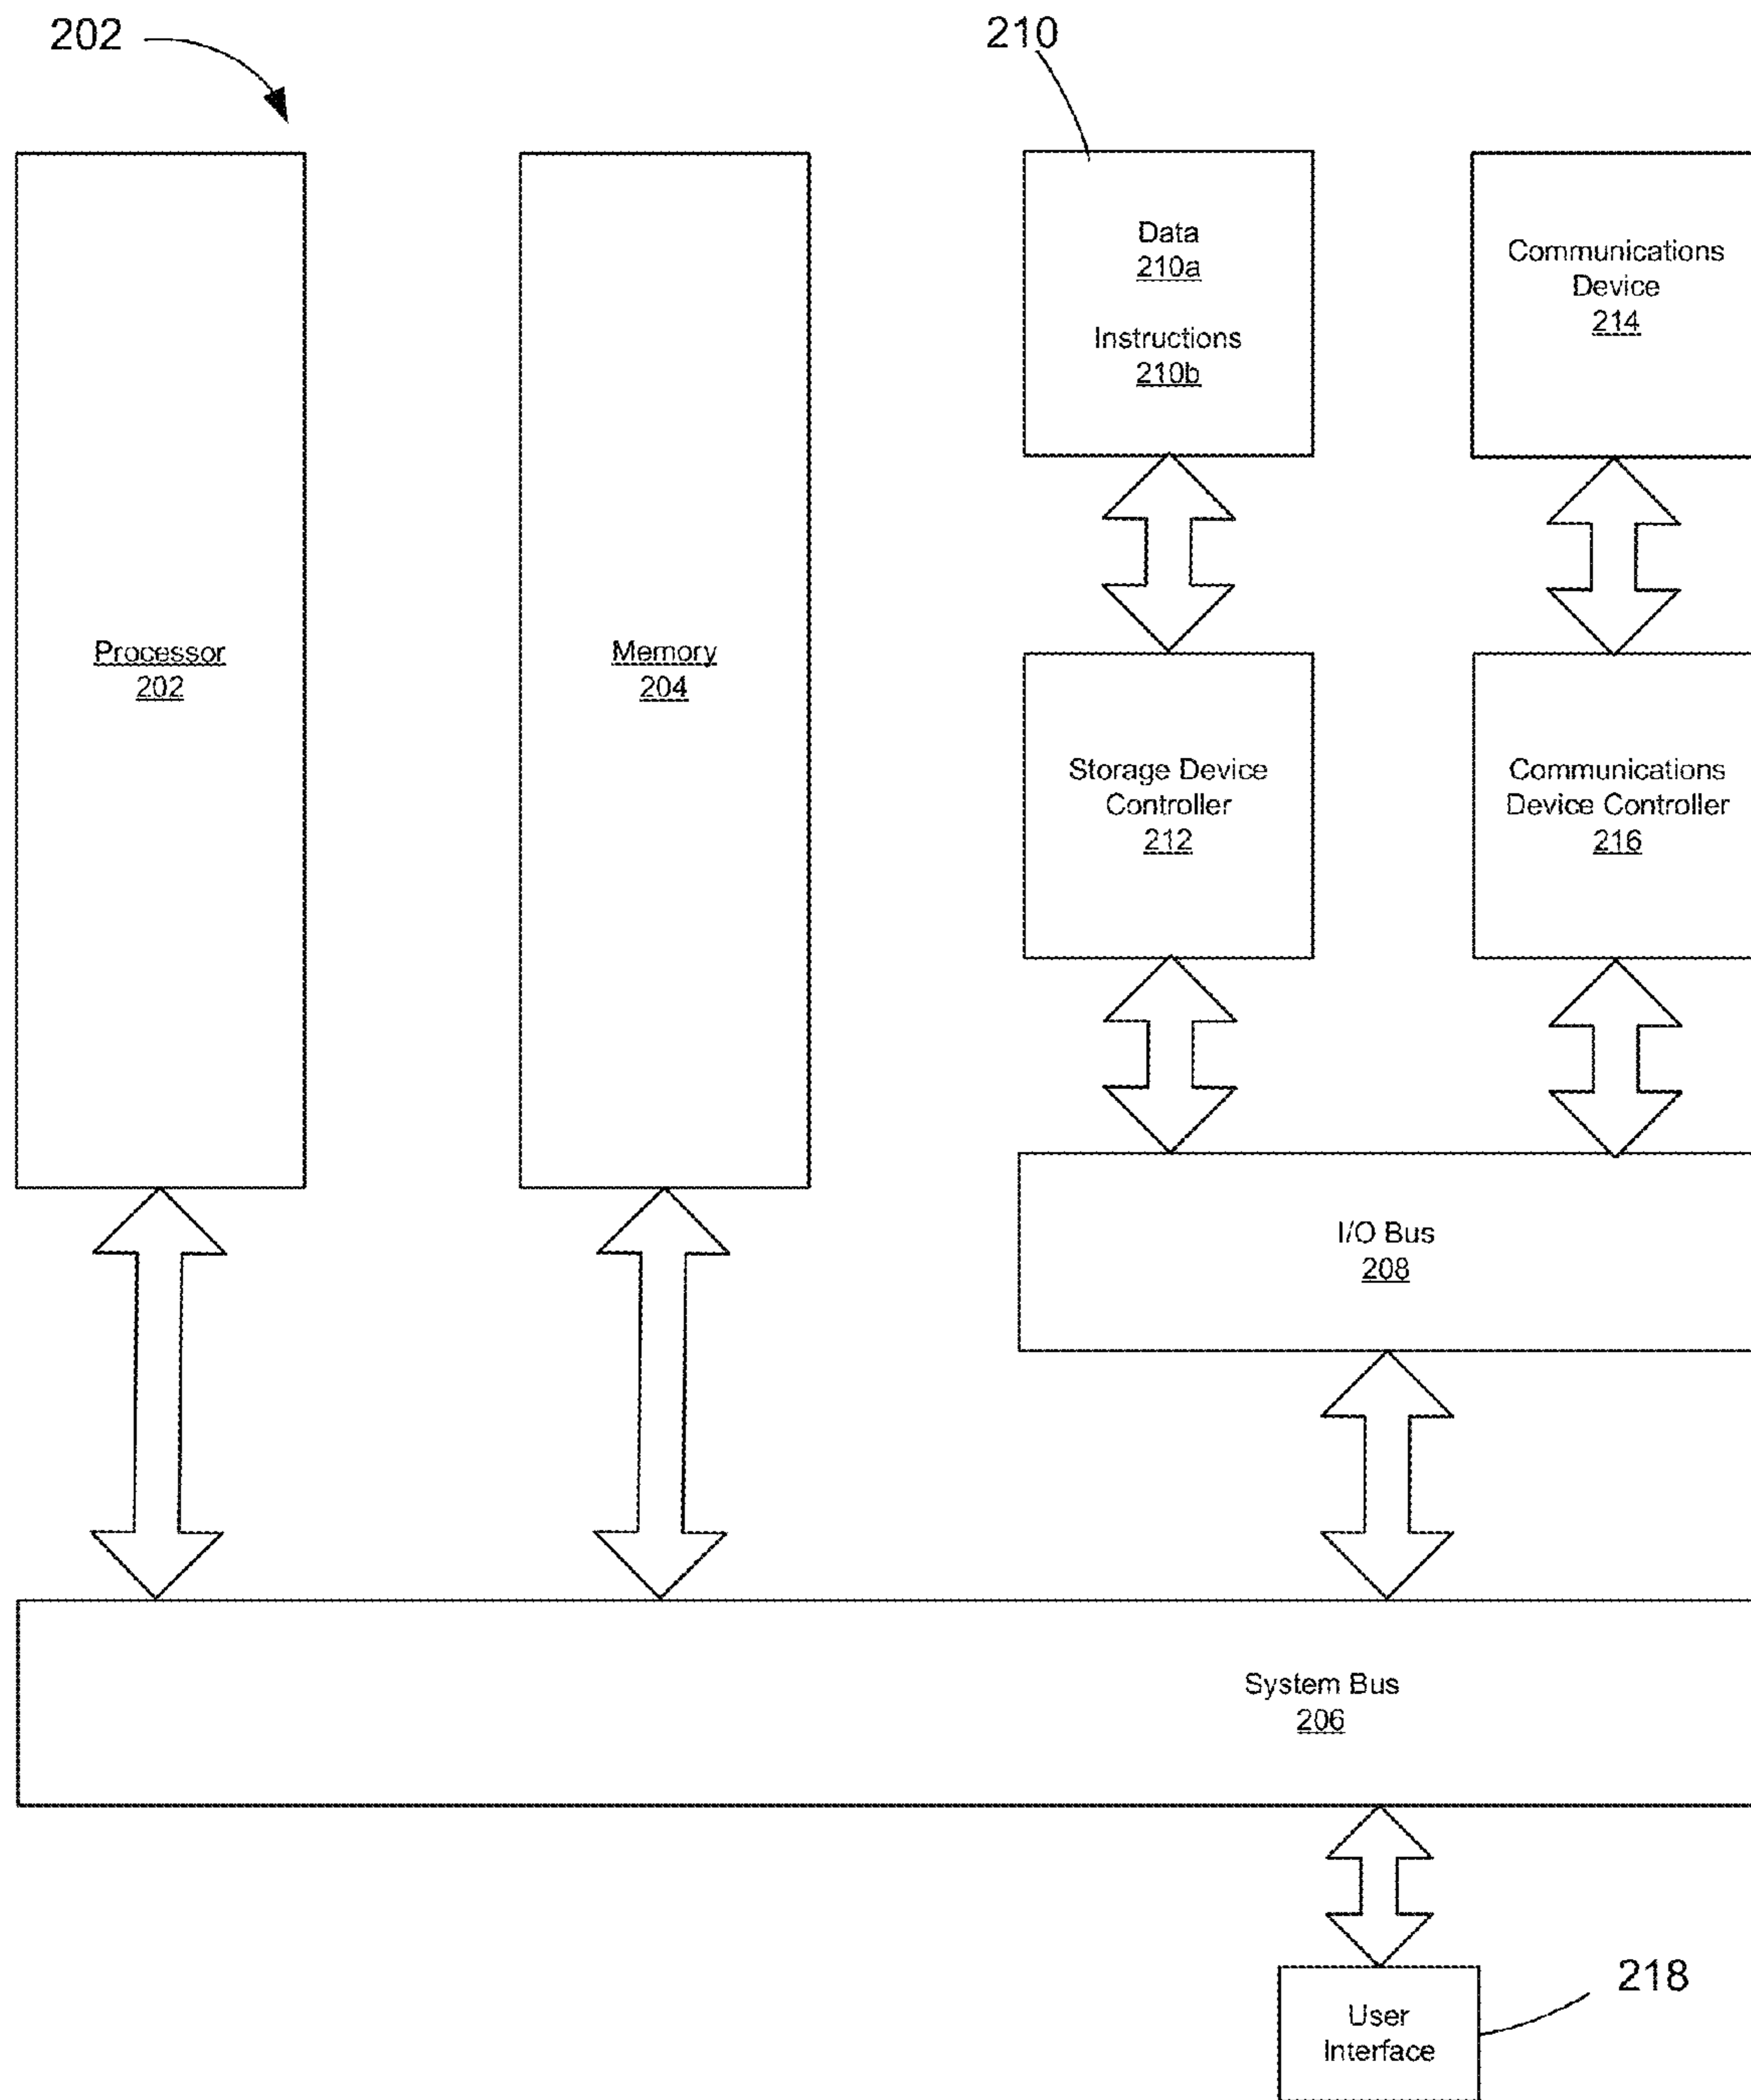 202
210
Data
210a
Instructions
210b
Communications
Device
214
Processor
202
Memory
204
Storage Device
Controller
212
Communications
Device Controller
216
I/O Bus
208
System Bus
206
218
User
Interface